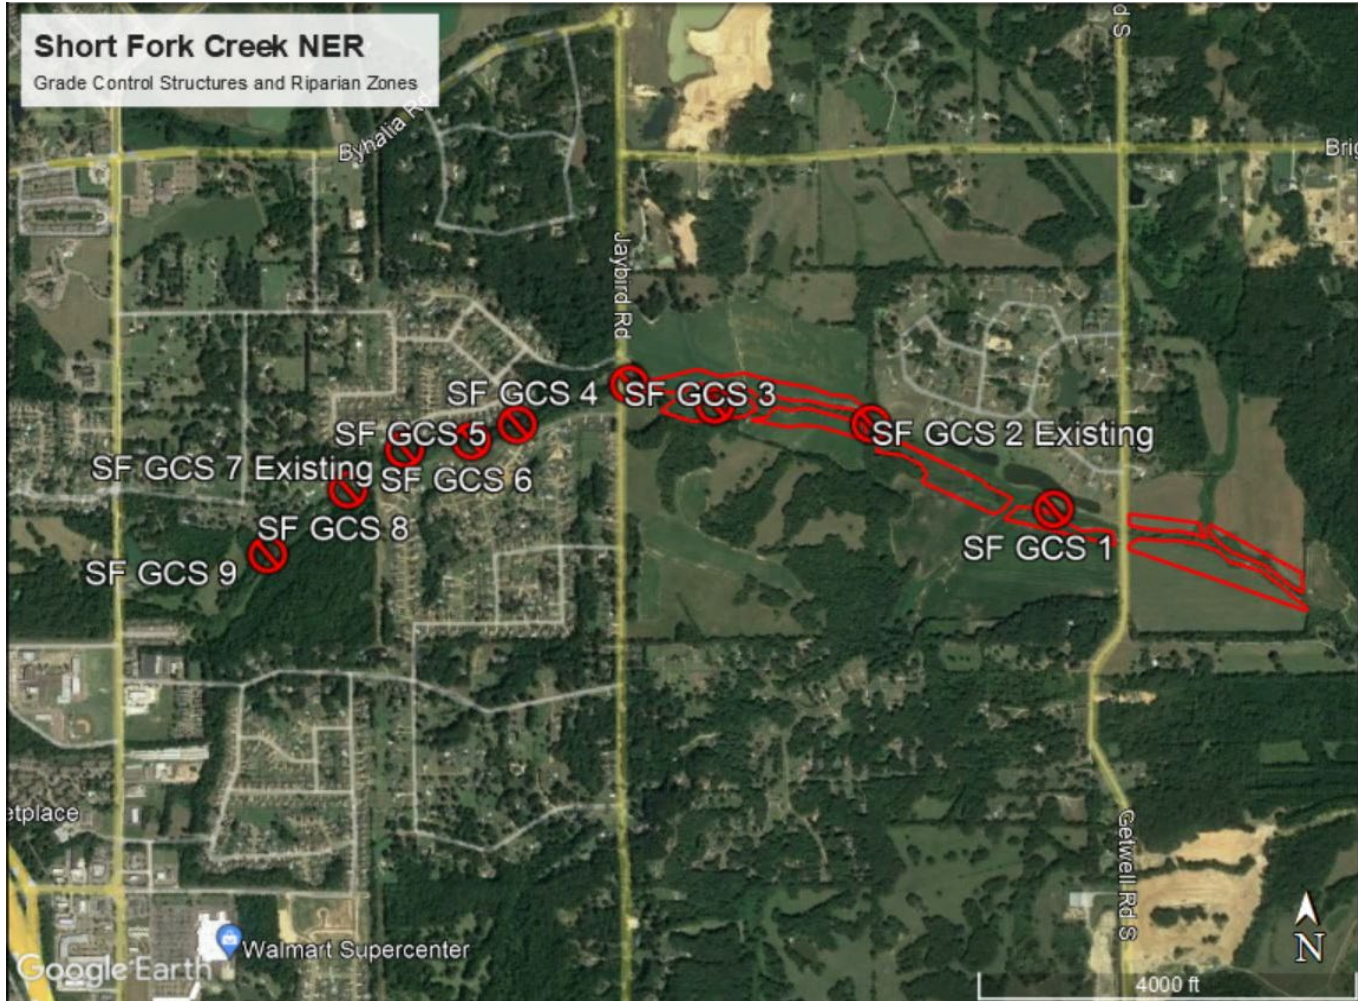 Short Fork Creek NER
Grade Control Structures and Riparian Zones
d S
Byhalia Rd
Brig
Jaybird Rd
SF GCS 4
SF GCS 3
SF GCS 5
SF GCS 2 Existing
SF GCS 7 Existing
SF GCS 6
SF GCS 8
SF GCS 1
SF GCS 9
etplace
Getwell Rd S
Walmart Supercenter
N
Google Earth
4000 ft